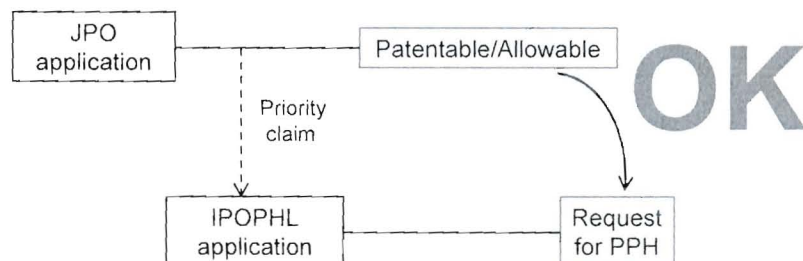 JPO
application
Patentable/Allowable
OK
Priority
claim
IPOPHL
application
Request
for PPH